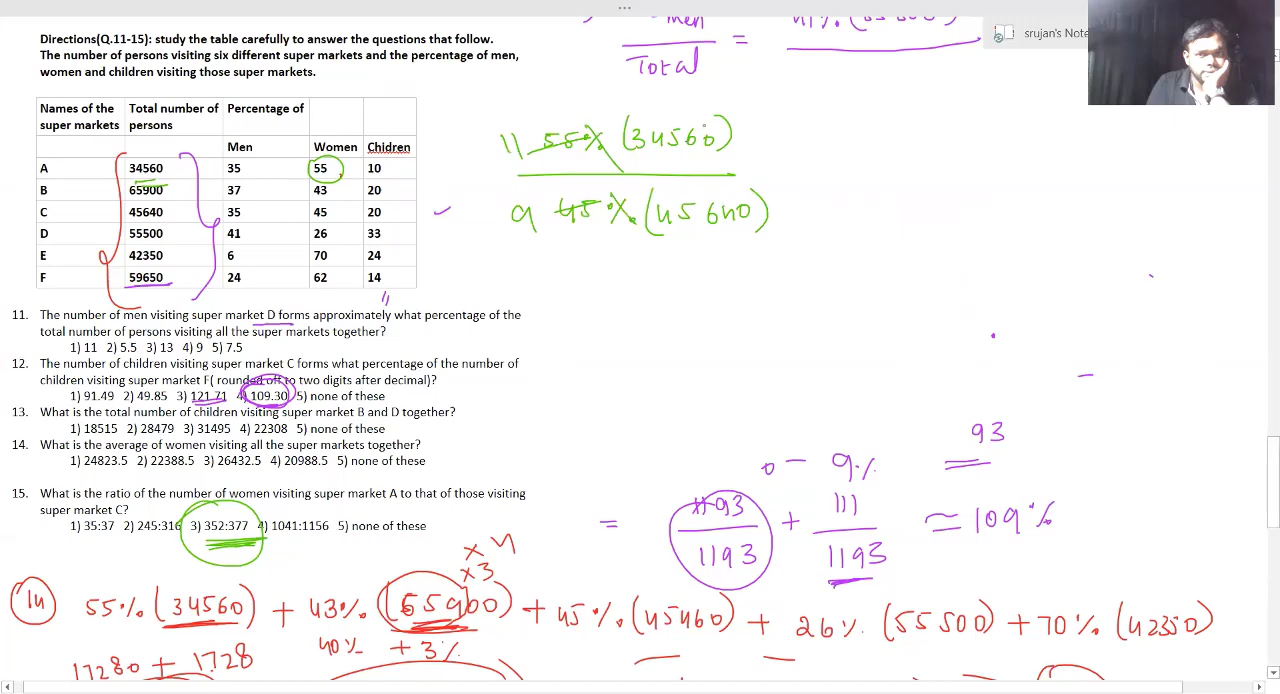 Directions(Q.11-15): study the table carefully to answer the questions that follow.
The number of persons visiting six different super markets and the percentage of men,
women and children visiting those super markets.
Names of the super markets Total number of persons Percentage of
Men Women Chidren
A 34560 35 55 10
B 65900 37 43 20
C 45640 35 45 20
D 55500 41 26 33
E 42350 6 70 24
F 59650 24 62 14
11. The number of men visiting super market D forms approximately what percentage of the
total number of persons visiting all the super markets together?
1) 11 2) 5.5 3) 13 4) 9 5) 7.5
12. The number of children visiting super market C forms what percentage of the number of
children visiting super market F( rounded off to two digits after decimal)?
1) 91.49 2) 49.85 3) 121.71 4) 109.30 5) none of these
13. What is the total number of children visiting super market B and D together?
1) 18515 2) 28479 3) 31495 4) 22308 5) none of these
14. What is the average of women visiting all the super markets together?
1) 24823.5 2) 22388.5 3) 26432.5 4) 20988.5 5) none of these
15. What is the ratio of the number of women visiting super market A to that of those visiting
super market C?
1) 35:37 2) 245:316 3) 352:377 4) 1041:1156 5) none of these
srujan's Note
men
Total =
11 55% (34560)
9 45% (45640)
93
0 - 9%
= 1193 + 111 ≈ 109%
1193 1193
x 4
x 3
14 55% (34560) + 43% (65900) + 45% (45460) + 26% (55500) + 70% (42350)
40% + 3%
17280 + 1728